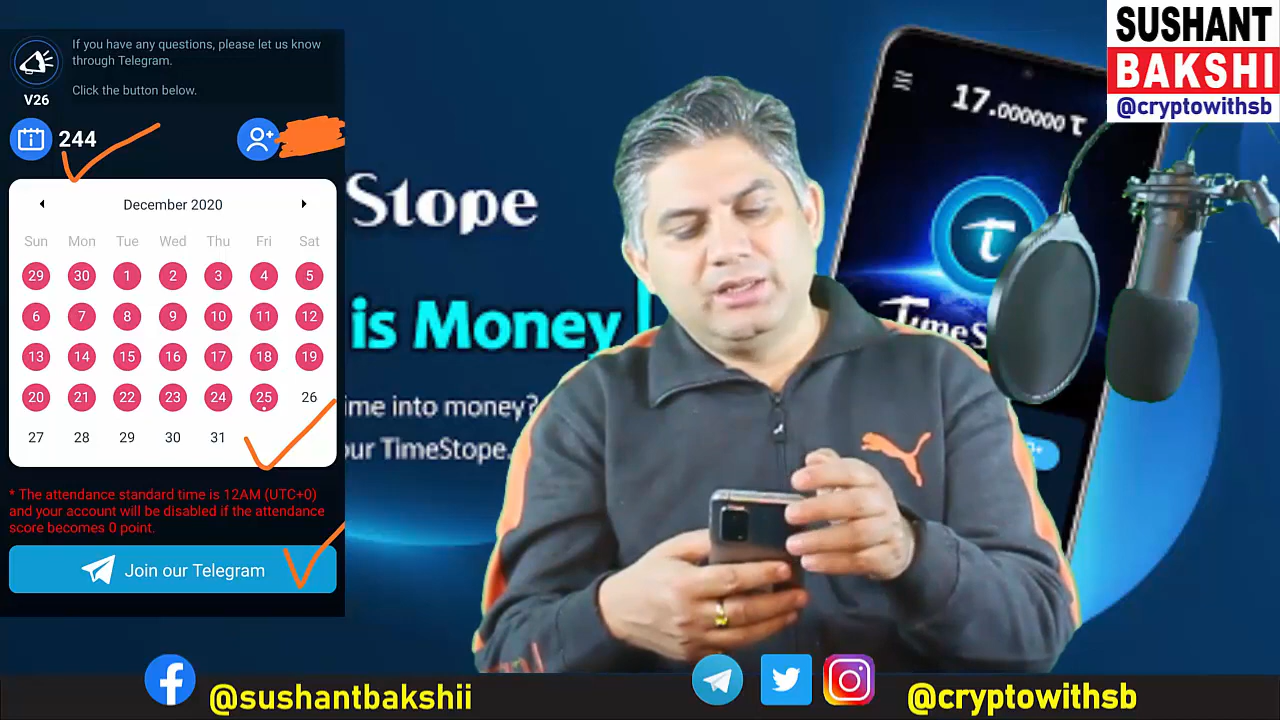 If you have any questions, please let us know
through Telegram.
Click the button below.
V26
244
December 2020
Sun Mon Tue Wed Thu Fri Sat
29 30 1 2 3 4 5
6 7 8 9 10 11 12
13 14 15 16 17 18 19
20 21 22 23 24 25 26
27 28 29 30 31
* The attendance standard time is 12AM (UTC+0)
and your account will be disabled if the attendance
score becomes 0 point.
Join our Telegram
Stope
is Money
ime into money?
our TimeStope.
17.000000 τ
τ
TimeS
SUSHANT
BAKSHI
@cryptowithsb
@sushantbakshii
@cryptowithsb